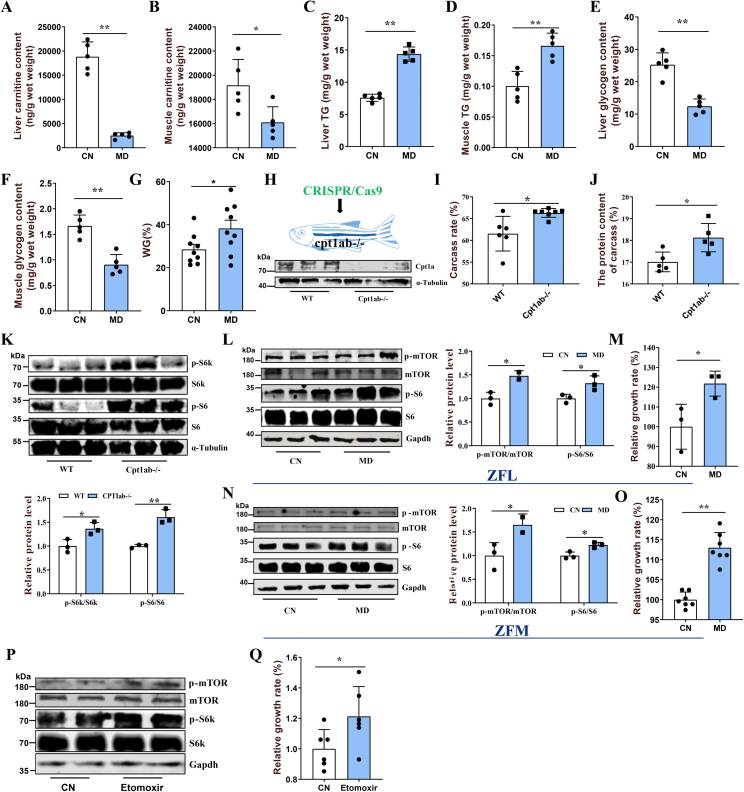 A
Liver carnitine content
(ng/g wet weight)
25000
20000
15000
10000
5000
0
**
CN
MD
B
Muscle carnitine content
(ng/g wet weight)
24000
22000
20000
18000
16000
14000
*
CN
MD
C
Liver TG (mg/g wet weight)
20
15
10
5
0
**
CN
MD
D
Muscle TG (mg/g wet weight)
0.20
0.15
0.10
0.05
0.00
**
CN
MD
E
Liver glycogen content
(mg/g wet weight)
40
30
20
10
0
**
CN
MD
F
Muscle glycogen content
(mg/g wet weight)
2.5
2.0
1.5
1.0
0.5
0.0
**
CN
MD
G
WG(%)
60
40
20
0
*
CN
MD
H
CRISPR/Cas9
cpt1ab-/-
kDa
100
70
40
Cpt1a
α-Tubulin
WT
Cpt1ab-/-
I
Carcass rate(%)
75
70
65
60
55
50
*
WT
Cpt1ab-/-
J
The protein content
of carcass(%)
22
20
18
16
14
*
WT
Cpt1ab-/-
K
kDa
70
70
35
35
55
p-S6k
S6k
p-S6
S6
α-Tubulin
WT
Cpt1ab-/-
WT
CPTIab-/-
Relative protein level
2.0
1.5
1.0
0.5
0.0
*
**
p-S6k/S6k
p-S6/S6
L
kDa
180
180
35
35
40
p-mTOR
mTOR
p-S6
S6
Gapdh
CN
MD
CN
MD
Relative protein level
2.0
1.5
1.0
0.5
0.0
*
*
p-mTOR/mTOR
p-S6/S6
M
Relative growth rate(%)
160
140
120
100
80
*
CN
MD
ZFL
N
kDa
180
180
35
35
40
p-mTOR
mTOR
p-S6
S6
Gapdh
CN
MD
CN
MD
2.0
1.5
1.0
0.5
0.0
*
*
p-mTOR/mTOR
p-S6/S6
O
Relative growth rate (%)
125
120
115
110
105
100
95
**
CN
MD
ZFM
P
kDa
180
180
70
70
35
p-mTOR
mTOR
p-S6k
S6k
Gapdh
CN
Etomoxir
Q
Relative growth rate (%)
1.6
1.4
1.2
1.0
0.8
*
CN
Etomoxir